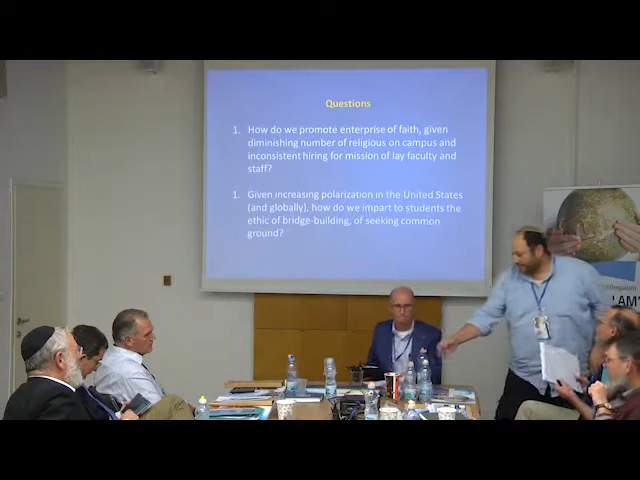 Questions
1. How do we promote enterprise of faith, given
diminishing number of religious on campus and
inconsistent hiring for mission of lay faculty and
staff?
1. Given increasing polarization in the United States
(and globally), how do we impart to students the
ethic of bridge-building, of seeking common
ground?